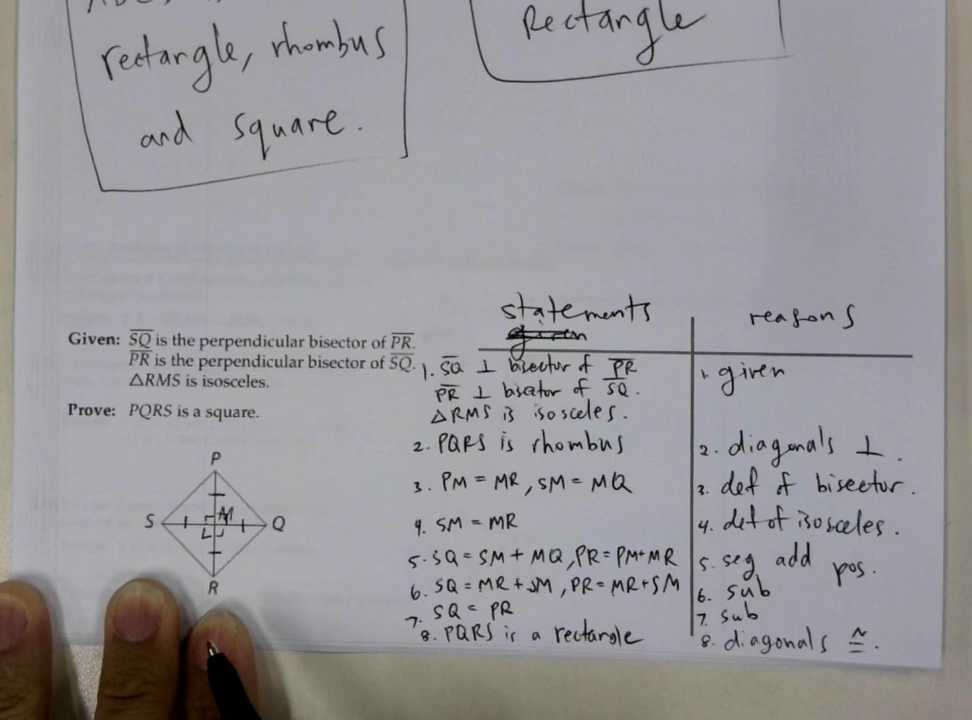 rectangle, rhombus
and square.
Rectangle
Given: SQ is the perpendicular bisector of PR.
PR is the perpendicular bisector of SQ.
△RMS is isosceles.
Prove: PQRS is a square.
P
S
M
Q
R
statements
reasons
1. SQ ⊥ bisector of PR
PR ⊥ bisector of SQ.
△RMS is isosceles.
1. given
2. PQRS is rhombus
2. diagonals ⊥.
3. PM = MR, SM = MQ
3. def of bisector.
4. SM = MR
4. def of isosceles.
5. SQ = SM + MQ, PR = PM+MR
5. seg add pos.
6. SQ = MR + SM, PR = MR+SM
6. sub
7. SQ = PR
7. sub
8. PQRS is a rectangle
8. diagonals ≅.